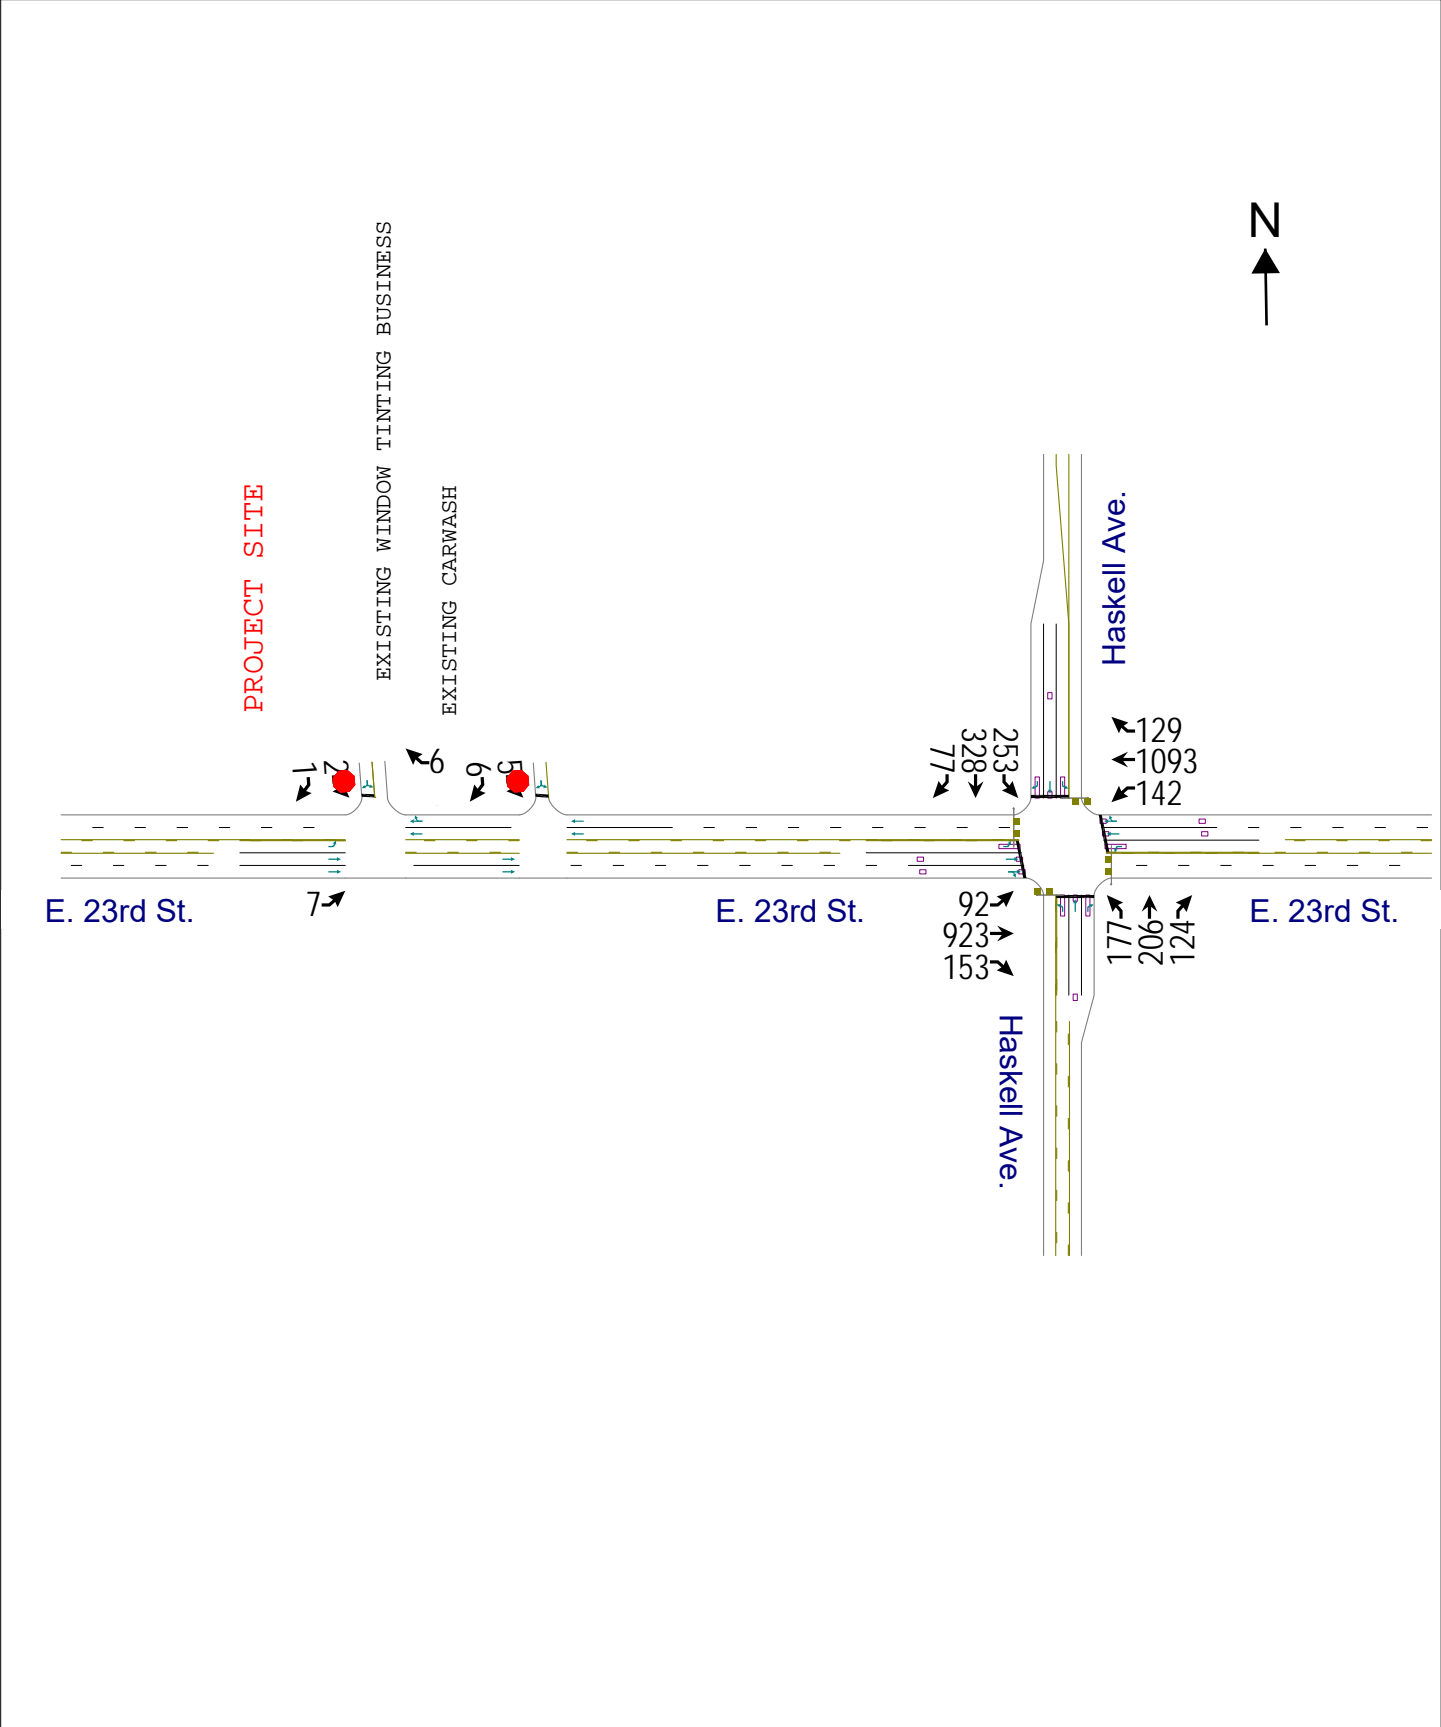 N
EXISTING WINDOW TINTING BUSINESS
PROJECT SITE
EXISTING CARWASH
Haskell Ave.
1
2
6
6
5
77
328
253
129
1093
142
7
92
923
153
177
206
124
E. 23rd St.
E. 23rd St.
E. 23rd St.
Haskell Ave.